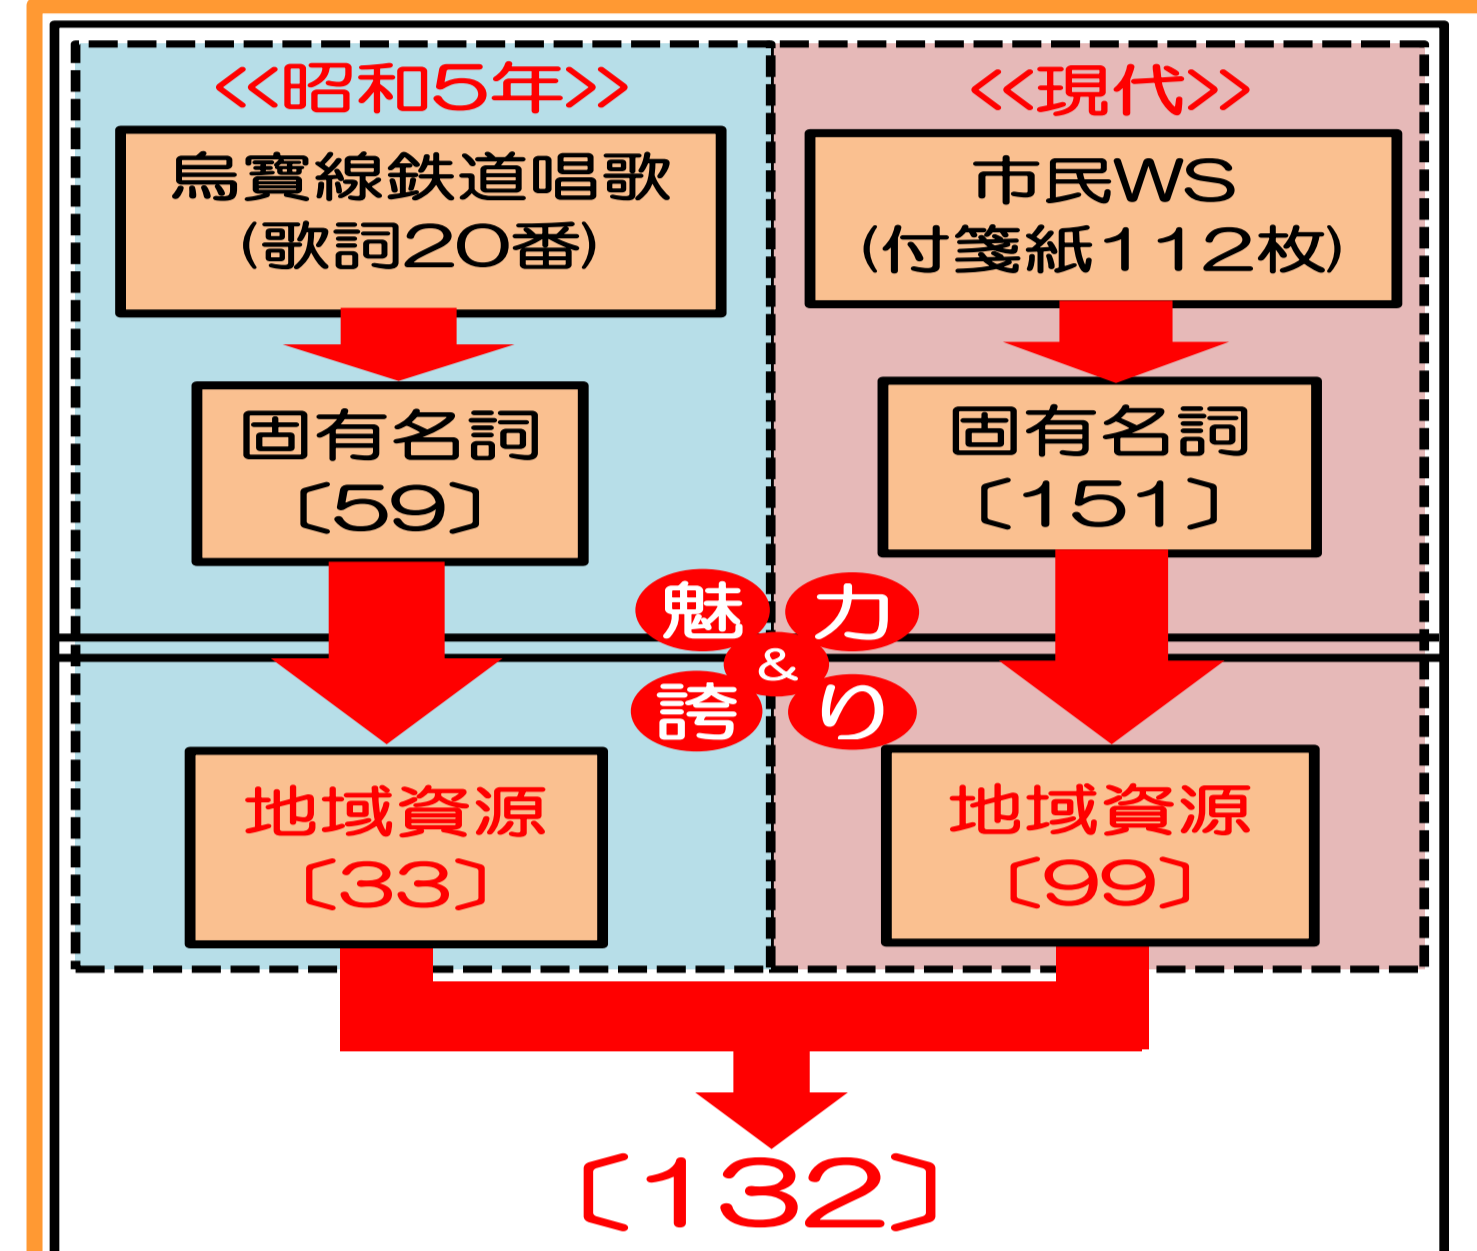 <<昭和5年>>
烏寶線鉄道唱歌
(歌詞20番)
固有名詞
〔59〕
<<現代>>
市民WS
(付箋紙112枚)
固有名詞
〔151〕
魅力
&
誇り
地域資源
〔33〕
地域資源
〔99〕
〔132〕